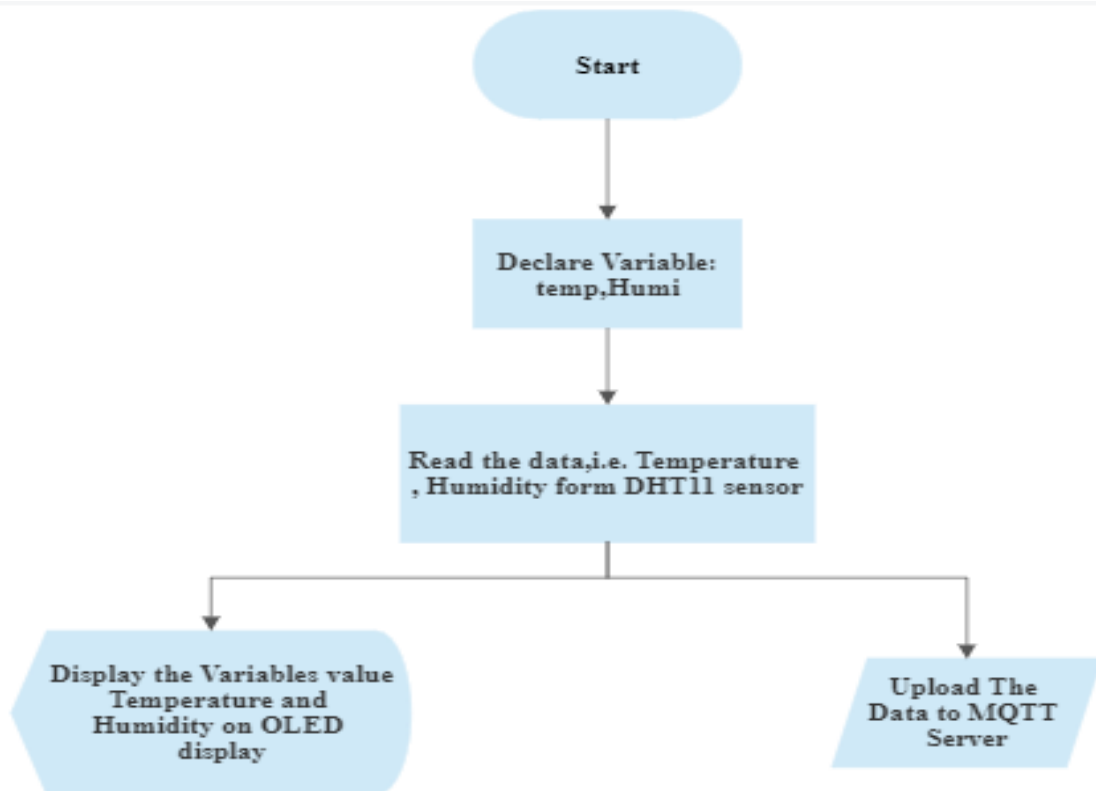 Start
Declare Variable:
temp,Humi
Read the data,i.e. Temperature
, Humidity form DHT11 sensor
Display the Variables value
Temperature and
Humidity on OLED
display
Upload The
Data to MQTT
Server